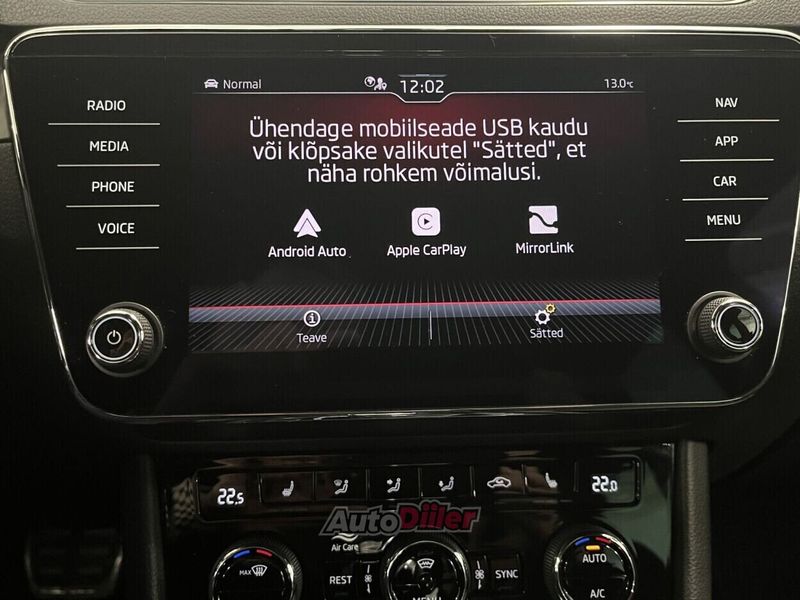 Normal
12:02
13.0°C
RADIO
MEDIA
PHONE
VOICE
NAV
APP
CAR
MENU
Ühendage mobiilseade USB kaudu
või klõpsake valikutel "Sätted", et
näha rohkem võimalusi.
Android Auto
Apple CarPlay
MirrorLink
Teave
Sätted
22.5
22.0
AutoDiiler
Air Care
MAX
REST
MENU
SYNC
AUTO
A/C